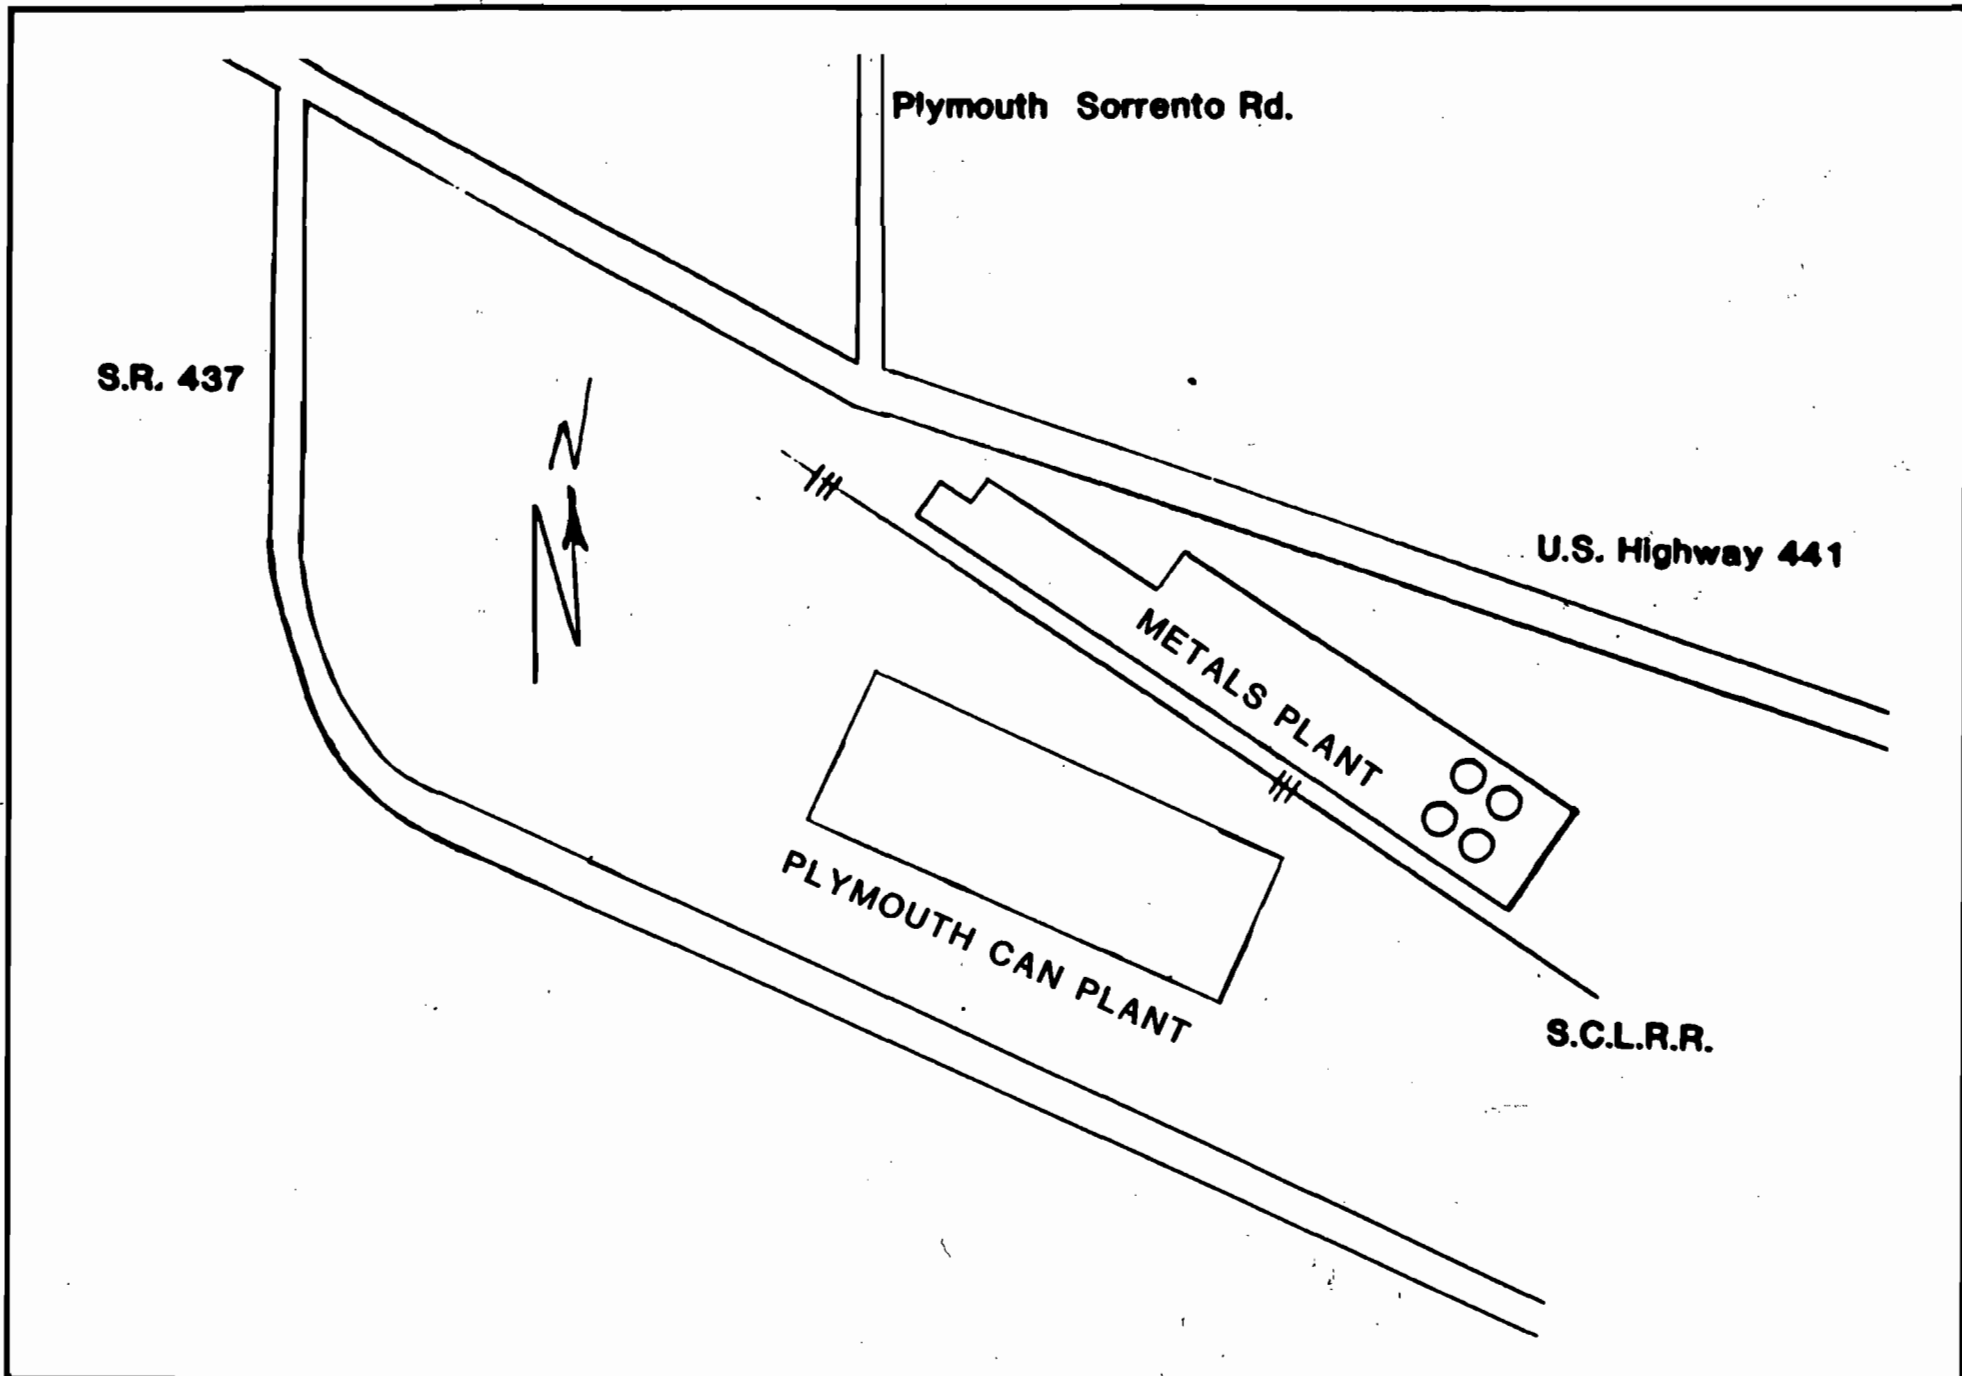 Plymouth Sorrento Rd.
S.R. 437
N
U.S. Highway 441
METALS PLANT
PLYMOUTH CAN PLANT
S.C.L.R.R.